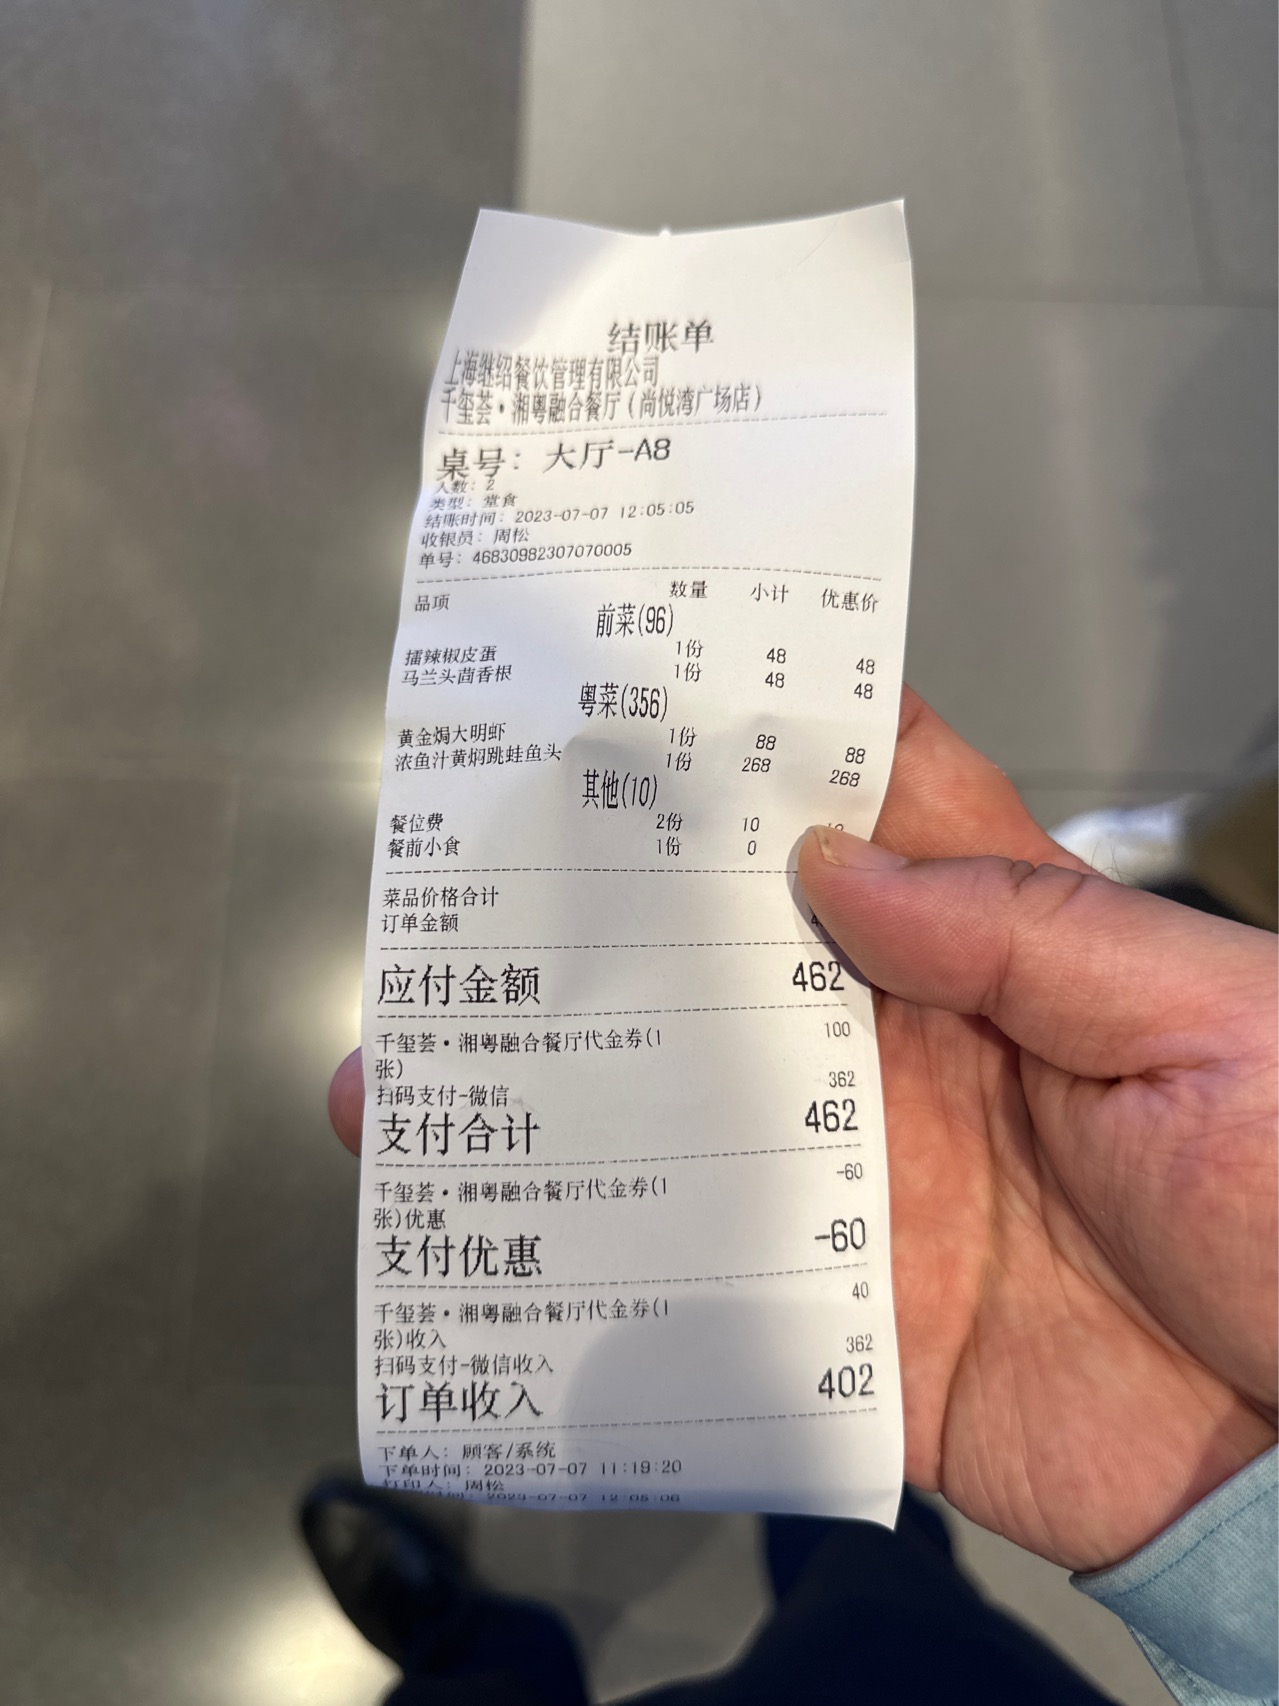 结账单
上海继绍餐饮管理有限公司
千玺荟·湘粤融合餐厅(尚悦湾广场店)
桌号: 大厅-A8
人数: 2
类型: 堂食
结账时间: 2023-07-07 12:05:05
收银员: 周松
单号: 46830982307070005
品项 数量 小计 优惠价
前菜(96)
擂辣椒皮蛋 1份 48 48
马兰头茴香根 1份 48 48
粤菜(356)
黄金焗大明虾 1份 88 88
浓鱼汁黄焖跳蛙鱼头 1份 268 268
其他(10)
餐位费 2份 10
餐前小食 1份 0
菜品价格合计
订单金额
应付金额 462
千玺荟·湘粤融合餐厅代金券(1 100
张)
扫码支付-微信 362
支付合计 462
千玺荟·湘粤融合餐厅代金券(1 -60
张)优惠
支付优惠 -60
千玺荟·湘粤融合餐厅代金券(1 40
张)收入
扫码支付-微信收入 362
订单收入 402
下单人: 顾客/系统
下单时间: 2023-07-07 11:19:20
打印人: 周松
2023-07-07 12:05:06